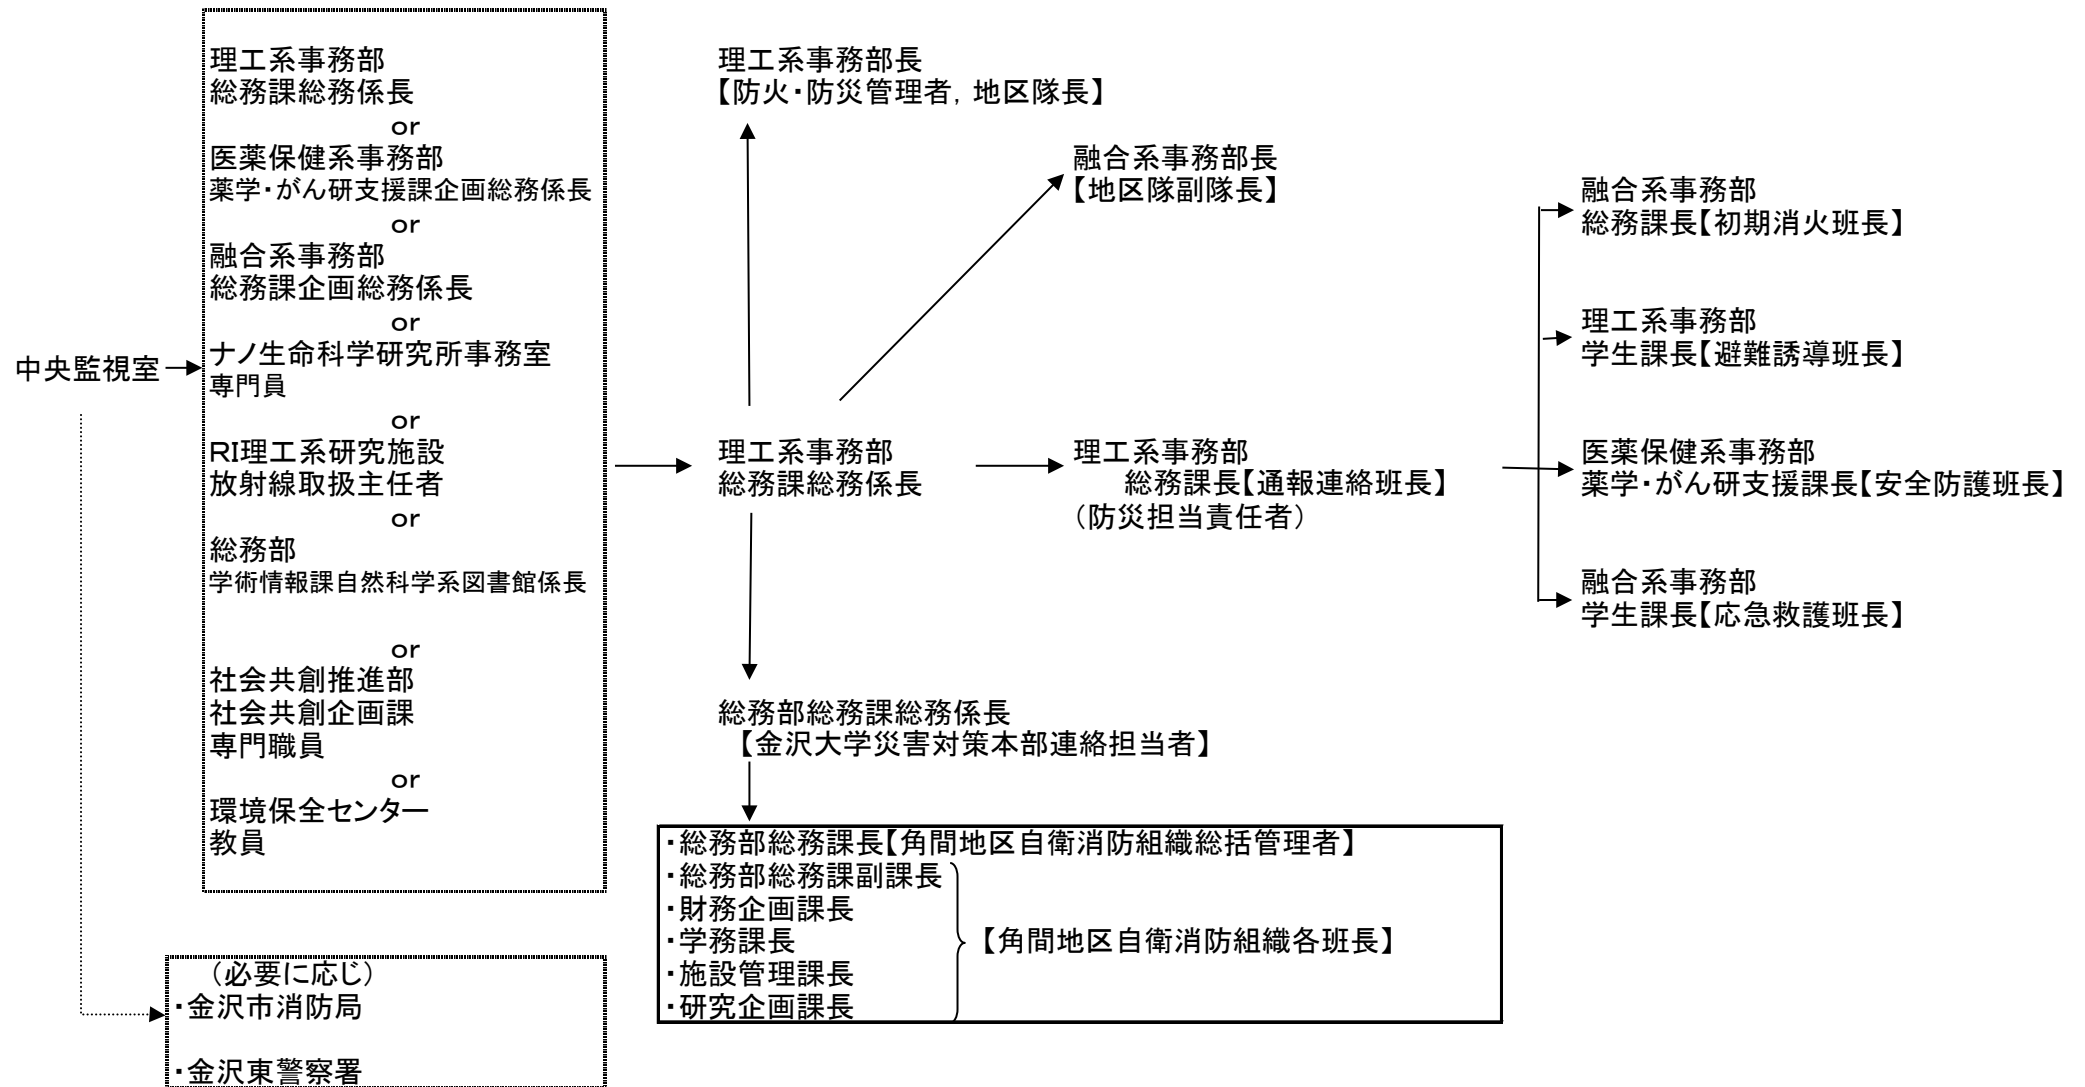 中央監視室
理工系事務部
総務課総務係長
or
医薬保健系事務部
薬学・がん研支援課企画総務係長
or
融合系事務部
総務課企画総務係長
or
ナノ生命科学研究所事務室
専門員
or
RI理工系研究施設
放射線取扱主任者
or
総務部
学術情報課自然科学系図書館係長
or
社会共創推進部
社会共創企画課
専門職員
or
環境保全センター
教員
（必要に応じ）
・金沢市消防局
・金沢東警察署
理工系事務部長
【防火・防災管理者，地区隊長】
融合系事務部長
【地区隊副隊長】
理工系事務部
総務課総務係長
理工系事務部
総務課長【通報連絡班長】
（防災担当責任者）
融合系事務部
総務課長【初期消火班長】
理工系事務部
学生課長【避難誘導班長】
医薬保健系事務部
薬学・がん研支援課長【安全防護班長】
融合系事務部
学生課長【応急救護班長】
総務部総務課総務係長
【金沢大学災害対策本部連絡担当者】
・総務部総務課長【角間地区自衛消防組織総括管理者】
・総務部総務課副課長
・財務企画課長
・学務課長
・施設管理課長
・研究企画課長
【角間地区自衛消防組織各班長】